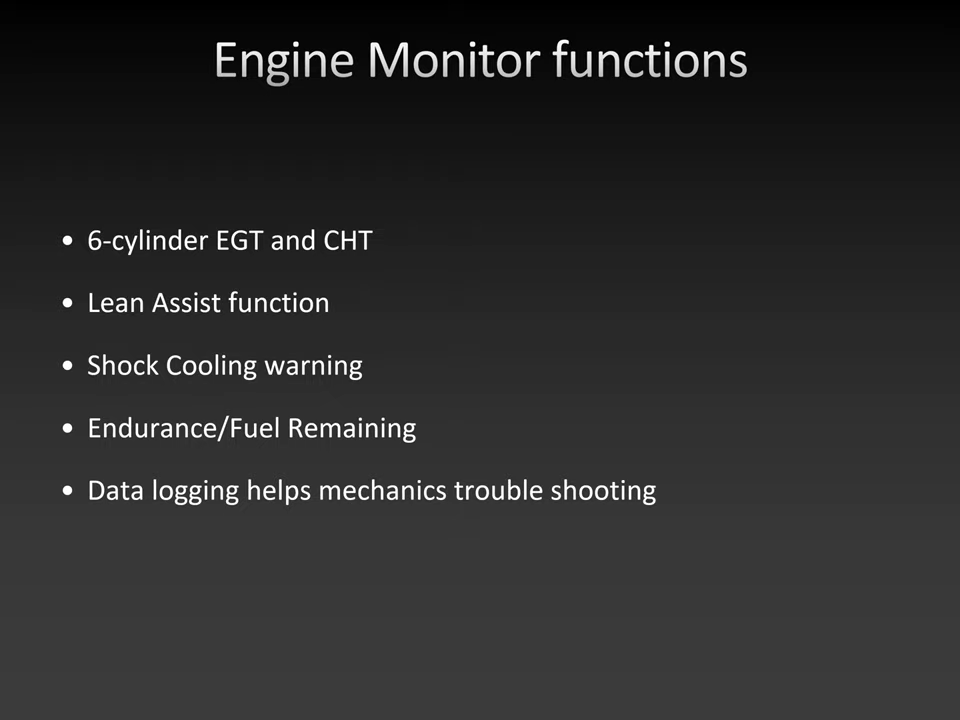 Engine Monitor functions
• 6-cylinder EGT and CHT
• Lean Assist function
• Shock Cooling warning
• Endurance/Fuel Remaining
• Data logging helps mechanics trouble shooting